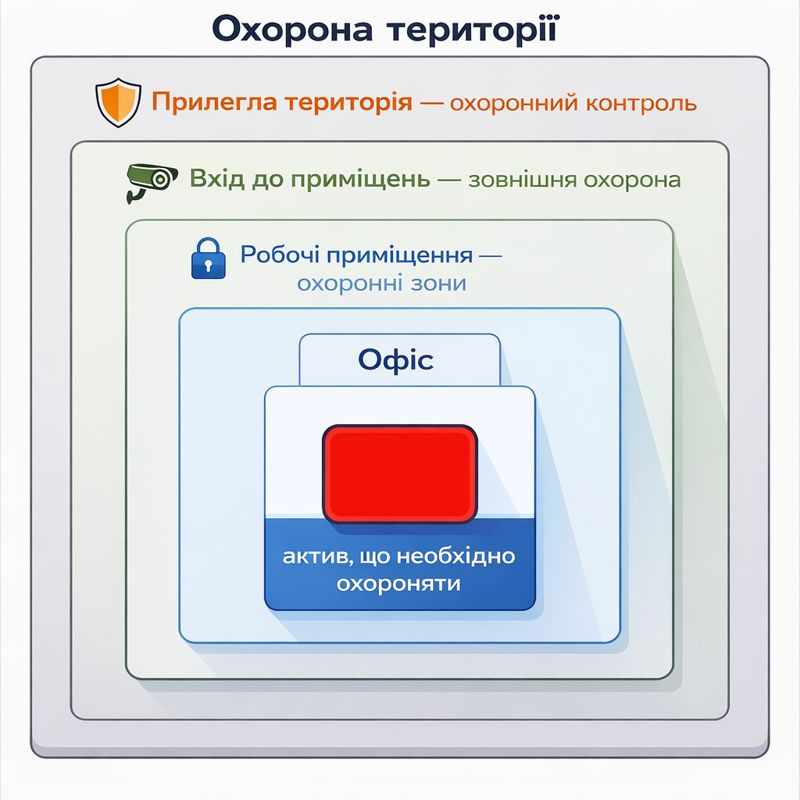 Охорона території
Прилегла територія — охоронний контроль
Вхід до приміщень — зовнішня охорона
Робочі приміщення —
охоронні зони
Офіс
актив, що необхідно
охороняти